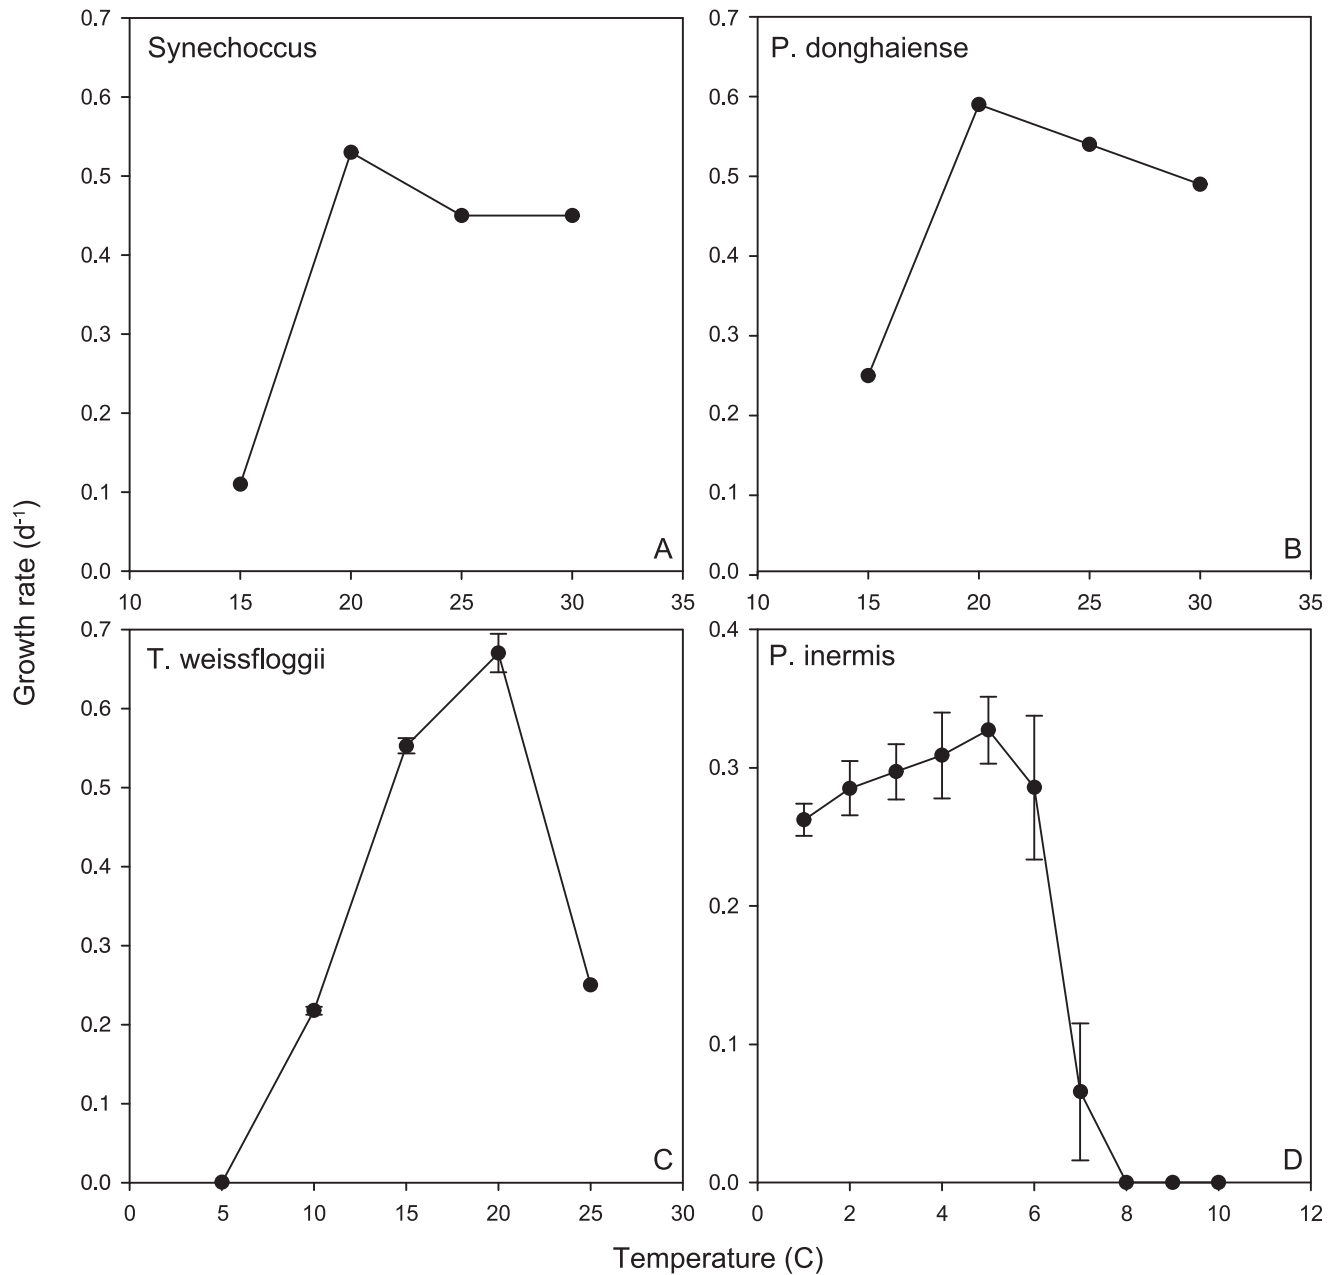 Growth rate (d⁻¹)
0.7
0.6
0.5
0.4
0.3
0.2
0.1
0.0
Synechoccus
A
10 15 20 25 30 35
0.7
0.6
0.5
0.4
0.3
0.2
0.1
0.0
P. donghaiense
B
10 15 20 25 30 35
0.7
0.6
0.5
0.4
0.3
0.2
0.1
0.0
T. weissfloggii
C
0 5 10 15 20 25 30
0.4
0.3
0.2
0.1
0.0
P. inermis
D
0 2 4 6 8 10 12
Temperature (C)